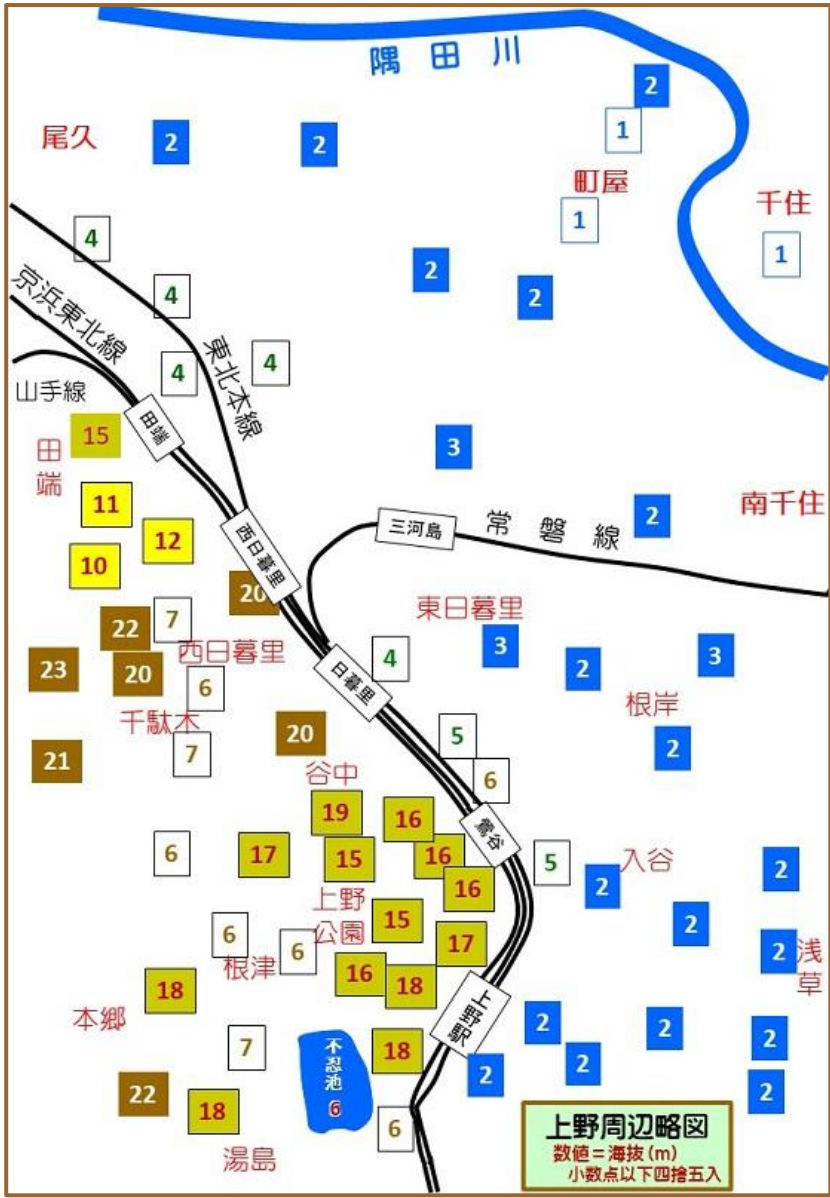 隅田川
2
尾久
2
2
1
町屋
千住
1
1
4
2
2
4
京浜東北線
東北本線
4
4
山手線
田端
15
田端
3
11
2
南千住
12
西日暮里
三河島
常磐線
10
20
22
7
東日暮里
3
2
3
西日暮里
日暮里
4
23
20
6
根岸
千駄木
20
5
2
21
7
谷中
6
19
16
鶯谷
6
17
15
16
5
入谷
2
2
16
上野
公園
15
2
6
6
17
2
浅草
根津
16
18
18
本郷
上野駅
2
2
2
7
不忍池
6
18
2
2
22
2
18
6
湯島
上野周辺略図
数値=海抜(m)
小数点以下四捨五入